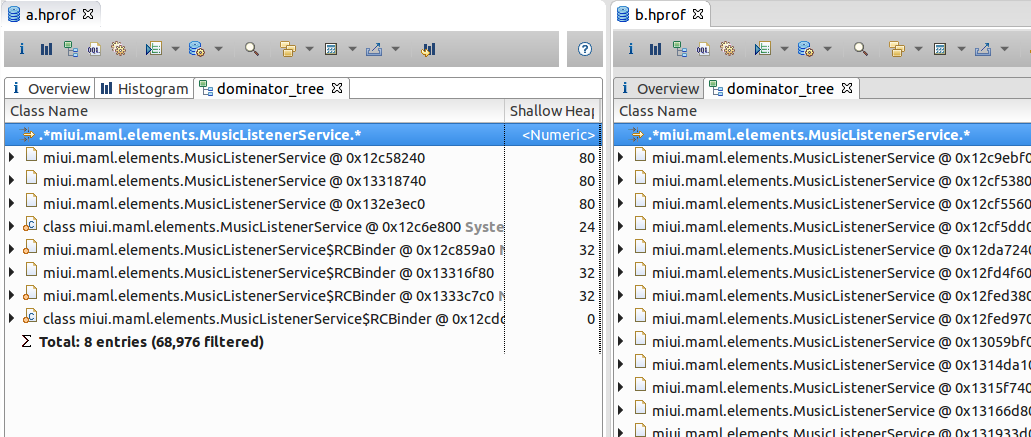 a.hprof
i OQL
Overview Histogram dominator_tree
Class Name Shallow Heap
.*miui.maml.elements.MusicListenerService.* <Numeric>
miui.maml.elements.MusicListenerService @ 0x12c58240 80
miui.maml.elements.MusicListenerService @ 0x13318740 80
miui.maml.elements.MusicListenerService @ 0x132e3ec0 80
class miui.maml.elements.MusicListenerService @ 0x12c6e800 Syste 24
miui.maml.elements.MusicListenerService$RCBinder @ 0x12c859a0 N 32
miui.maml.elements.MusicListenerService$RCBinder @ 0x13316f80 32
miui.maml.elements.MusicListenerService$RCBinder @ 0x1333c7c0 N 32
class miui.maml.elements.MusicListenerService$RCBinder @ 0x12cdc 0
Σ Total: 8 entries (68,976 filtered)
b.hprof
i OQL
Overview dominator_tree
Class Name
.*miui.maml.elements.MusicListenerService.*
miui.maml.elements.MusicListenerService @ 0x12c9ebf0
miui.maml.elements.MusicListenerService @ 0x12cf5380
miui.maml.elements.MusicListenerService @ 0x12cf5560
miui.maml.elements.MusicListenerService @ 0x12cf5dd0
miui.maml.elements.MusicListenerService @ 0x12da7240
miui.maml.elements.MusicListenerService @ 0x12fd4f60
miui.maml.elements.MusicListenerService @ 0x12fed380
miui.maml.elements.MusicListenerService @ 0x12fed970
miui.maml.elements.MusicListenerService @ 0x13059bf0
miui.maml.elements.MusicListenerService @ 0x1314da10
miui.maml.elements.MusicListenerService @ 0x1315f740
miui.maml.elements.MusicListenerService @ 0x13166d80
miui.maml.elements.MusicListenerService @ 0x131933d0